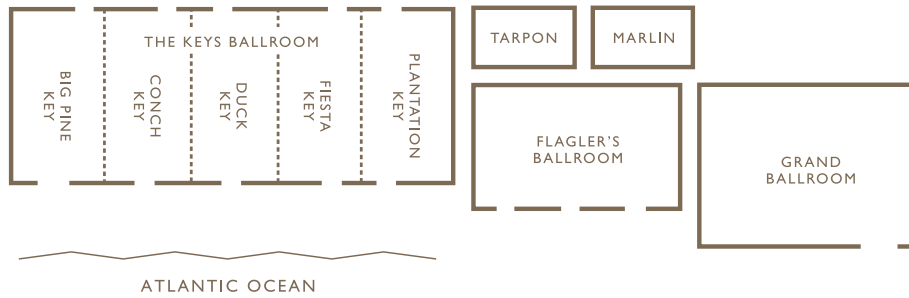 THE KEYS BALLROOM
BIG PINE
KEY
CONCH
KEY
DUCK
KEY
FIESTA
KEY
PLANTATION
KEY
TARPON
MARLIN
FLAGLER'S
BALLROOM
GRAND
BALLROOM
ATLANTIC OCEAN